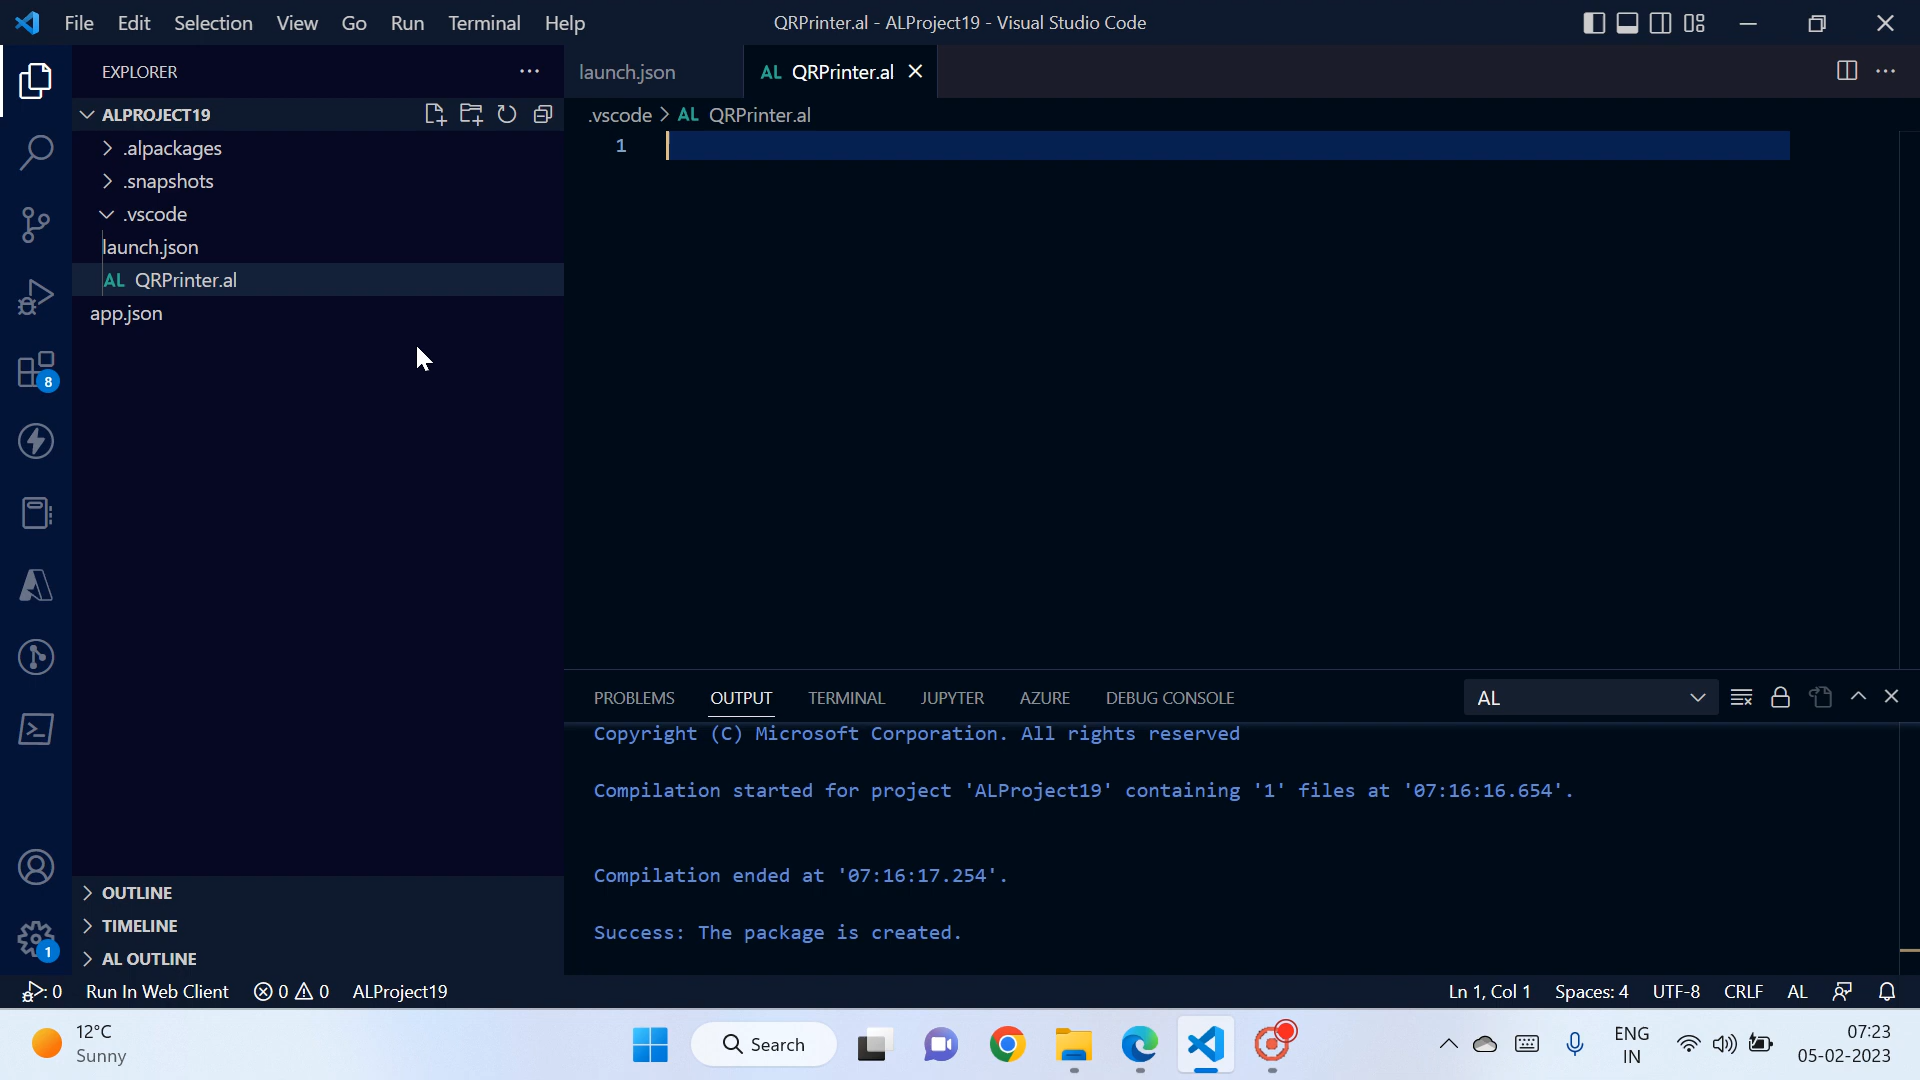 File Edit Selection View Go Run Terminal Help
QRPrinter.al - ALProject19 - Visual Studio Code
EXPLORER
ALPROJECT19
.alpackages
.snapshots
.vscode
launch.json
AL QRPrinter.al
app.json
8
1
OUTLINE
TIMELINE
AL OUTLINE
launch.json
AL QRPrinter.al
.vscode > AL QRPrinter.al
1
PROBLEMS OUTPUT TERMINAL JUPYTER AZURE DEBUG CONSOLE
AL
Copyright (C) Microsoft Corporation. All rights reserved
Compilation started for project 'ALProject19' containing '1' files at '07:16:16.654'.
Compilation ended at '07:16:17.254'.
Success: The package is created.
: 0 Run In Web Client 0 0 ALProject19
Ln 1, Col 1 Spaces: 4 UTF-8 CRLF AL
12°C
Sunny
Search
ENG
IN
07:23
05-02-2023